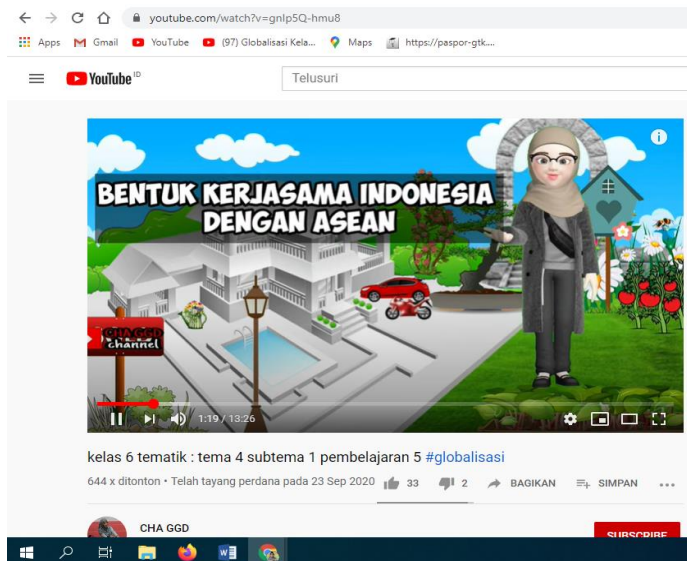 youtube.com/watch?v=gnlp5Q-hmu8
Apps Gmail YouTube (97) Globalisasi Kela... Maps https://paspor-gtk....
YouTube ID
Telusuri
BENTUK KERJASAMA INDONESIA
DENGAN ASEAN
CHA GGD
channel
1:19 / 13:26
kelas 6 tematik : tema 4 subtema 1 pembelajaran 5 #globalisasi
644 x ditonton • Telah tayang perdana pada 23 Sep 2020 33 2 BAGIKAN SIMPAN
CHA GGD
SUBSCRIBE